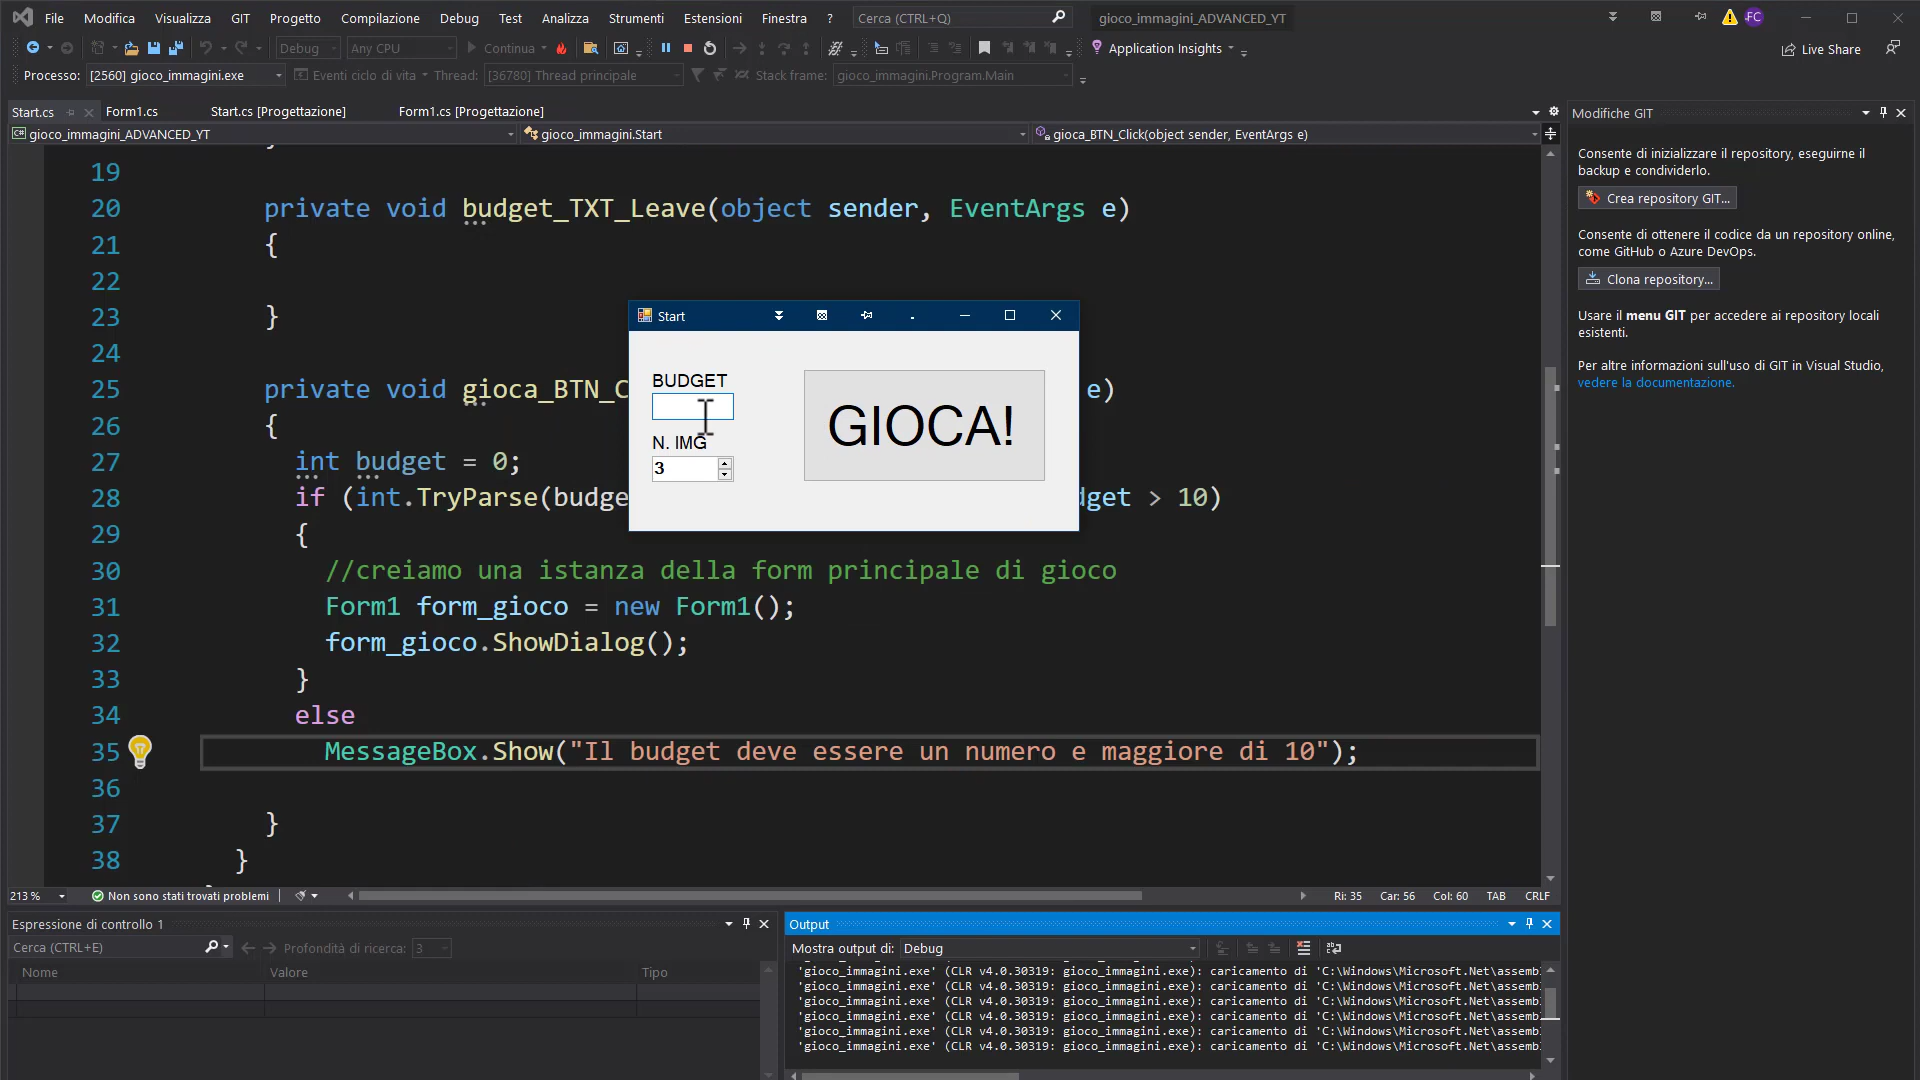 File Modifica Visualizza GIT Progetto Compilazione Debug Test Analizza Strumenti Estensioni Finestra ? Cerca (CTRL+Q) gioco_immagini_ADVANCED_YT FC
Debug Any CPU Continua Application Insights Live Share
Processo: [2560] gioco_immagini.exe Eventi ciclo di vita Thread: [36780] Thread principale Stack frame: gioco_immagini.Program.Main
Start.cs Form1.cs Start.cs [Progettazione] Form1.cs [Progettazione]
gioco_immagini_ADVANCED_YT gioco_immagini.Start gioca_BTN_Click(object sender, EventArgs e)
19
20 private void budget_TXT_Leave(object sender, EventArgs e)
21 {
22
23 }
24
25 private void gioca_BTN_C e)
26 {
27 int budget = 0;
28 if (int.TryParse(budge dget > 10)
29 {
30 //creiamo una istanza della form principale di gioco
31 Form1 form_gioco = new Form1();
32 form_gioco.ShowDialog();
33 }
34 else
35 MessageBox.Show("Il budget deve essere un numero e maggiore di 10");
36
37 }
38 }
Start
BUDGET
N. IMG
3
GIOCA!
213 % Non sono stati trovati problemi Ri: 35 Car: 56 Col: 60 TAB CRLF
Espressione di controllo 1
Cerca (CTRL+E) Profondità di ricerca: 3
Nome Valore Tipo
Output
Mostra output di: Debug
'gioco_immagini.exe' (CLR v4.0.30319: gioco_immagini.exe): caricamento di 'C:\Windows\Microsoft.Net\assemb
'gioco_immagini.exe' (CLR v4.0.30319: gioco_immagini.exe): caricamento di 'C:\Windows\Microsoft.Net\assemb
'gioco_immagini.exe' (CLR v4.0.30319: gioco_immagini.exe): caricamento di 'C:\Windows\Microsoft.Net\assemb
'gioco_immagini.exe' (CLR v4.0.30319: gioco_immagini.exe): caricamento di 'C:\Windows\Microsoft.Net\assemb
'gioco_immagini.exe' (CLR v4.0.30319: gioco_immagini.exe): caricamento di 'C:\Windows\Microsoft.Net\assemb
'gioco_immagini.exe' (CLR v4.0.30319: gioco_immagini.exe): caricamento di 'C:\Windows\Microsoft.Net\assemb
Modifiche GIT
Consente di inizializzare il repository, eseguirne il
backup e condividerlo.
Crea repository GIT...
Consente di ottenere il codice da un repository online,
come GitHub o Azure DevOps.
Clona repository...
Usare il menu GIT per accedere ai repository locali
esistenti.
Per altre informazioni sull'uso di GIT in Visual Studio,
vedere la documentazione.